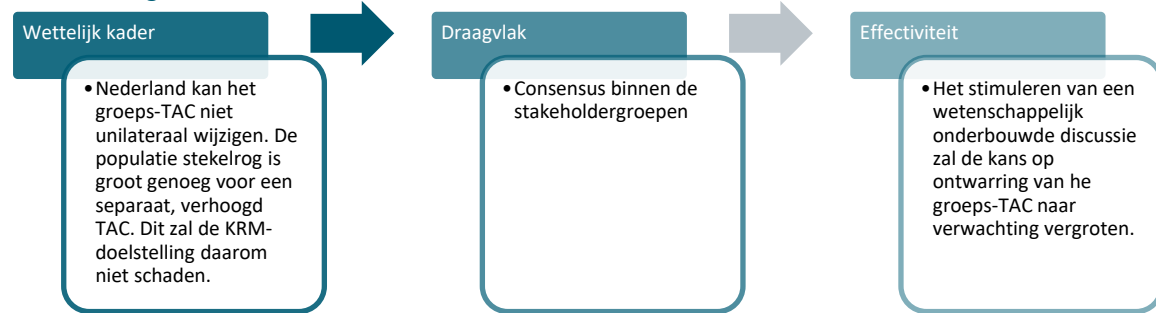 Wettelijk kader
•Nederland kan het
groeps-TAC niet
unilateraal wijzigen. De
populatie stekelrog is
groot genoeg voor een
separaat, verhoogd
TAC. Dit zal de KRM-
doelstelling daarom
niet schaden.
Draagvlak
•Consensus binnen de
stakeholdergroepen
Effectiviteit
•Het stimuleren van een
wetenschappelijk
onderbouwde discussie
zal de kans op
ontwarring van he
groeps-TAC naar
verwachting vergroten.